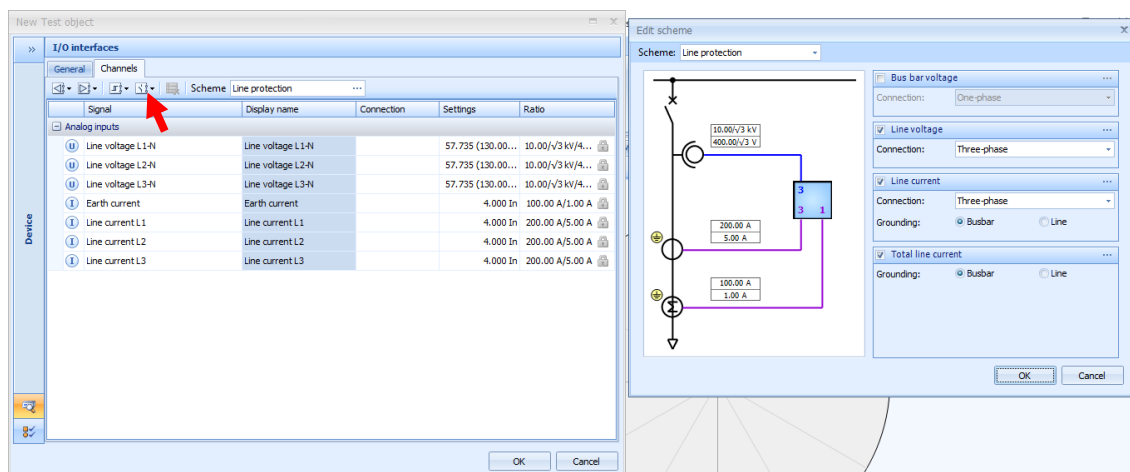 New Test object
I/O interfaces
General Channels
Scheme Line protection ...
Signal Display name Connection Settings Ratio
Analog inputs
U Line voltage L1-N Line voltage L1-N 57.735 (130.00... 10.00/√3 kV/4...
U Line voltage L2-N Line voltage L2-N 57.735 (130.00... 10.00/√3 kV/4...
U Line voltage L3-N Line voltage L3-N 57.735 (130.00... 10.00/√3 kV/4...
I Earth current Earth current 4.000 In 100.00 A/1.00 A
I Line current L1 Line current L1 4.000 In 200.00 A/5.00 A
I Line current L2 Line current L2 4.000 In 200.00 A/5.00 A
I Line current L3 Line current L3 4.000 In 200.00 A/5.00 A
Device
OK Cancel
Edit scheme
Scheme: Line protection
10.00/√3 kV
400.00/√3 V
3
3 1
200.00 A
5.00 A
100.00 A
1.00 A
Σ
Bus bar voltage ...
Connection: One-phase
Line voltage ...
Connection: Three-phase
Line current ...
Connection: Three-phase
Grounding: Busbar Line
Total line current ...
Grounding: Busbar Line
OK Cancel